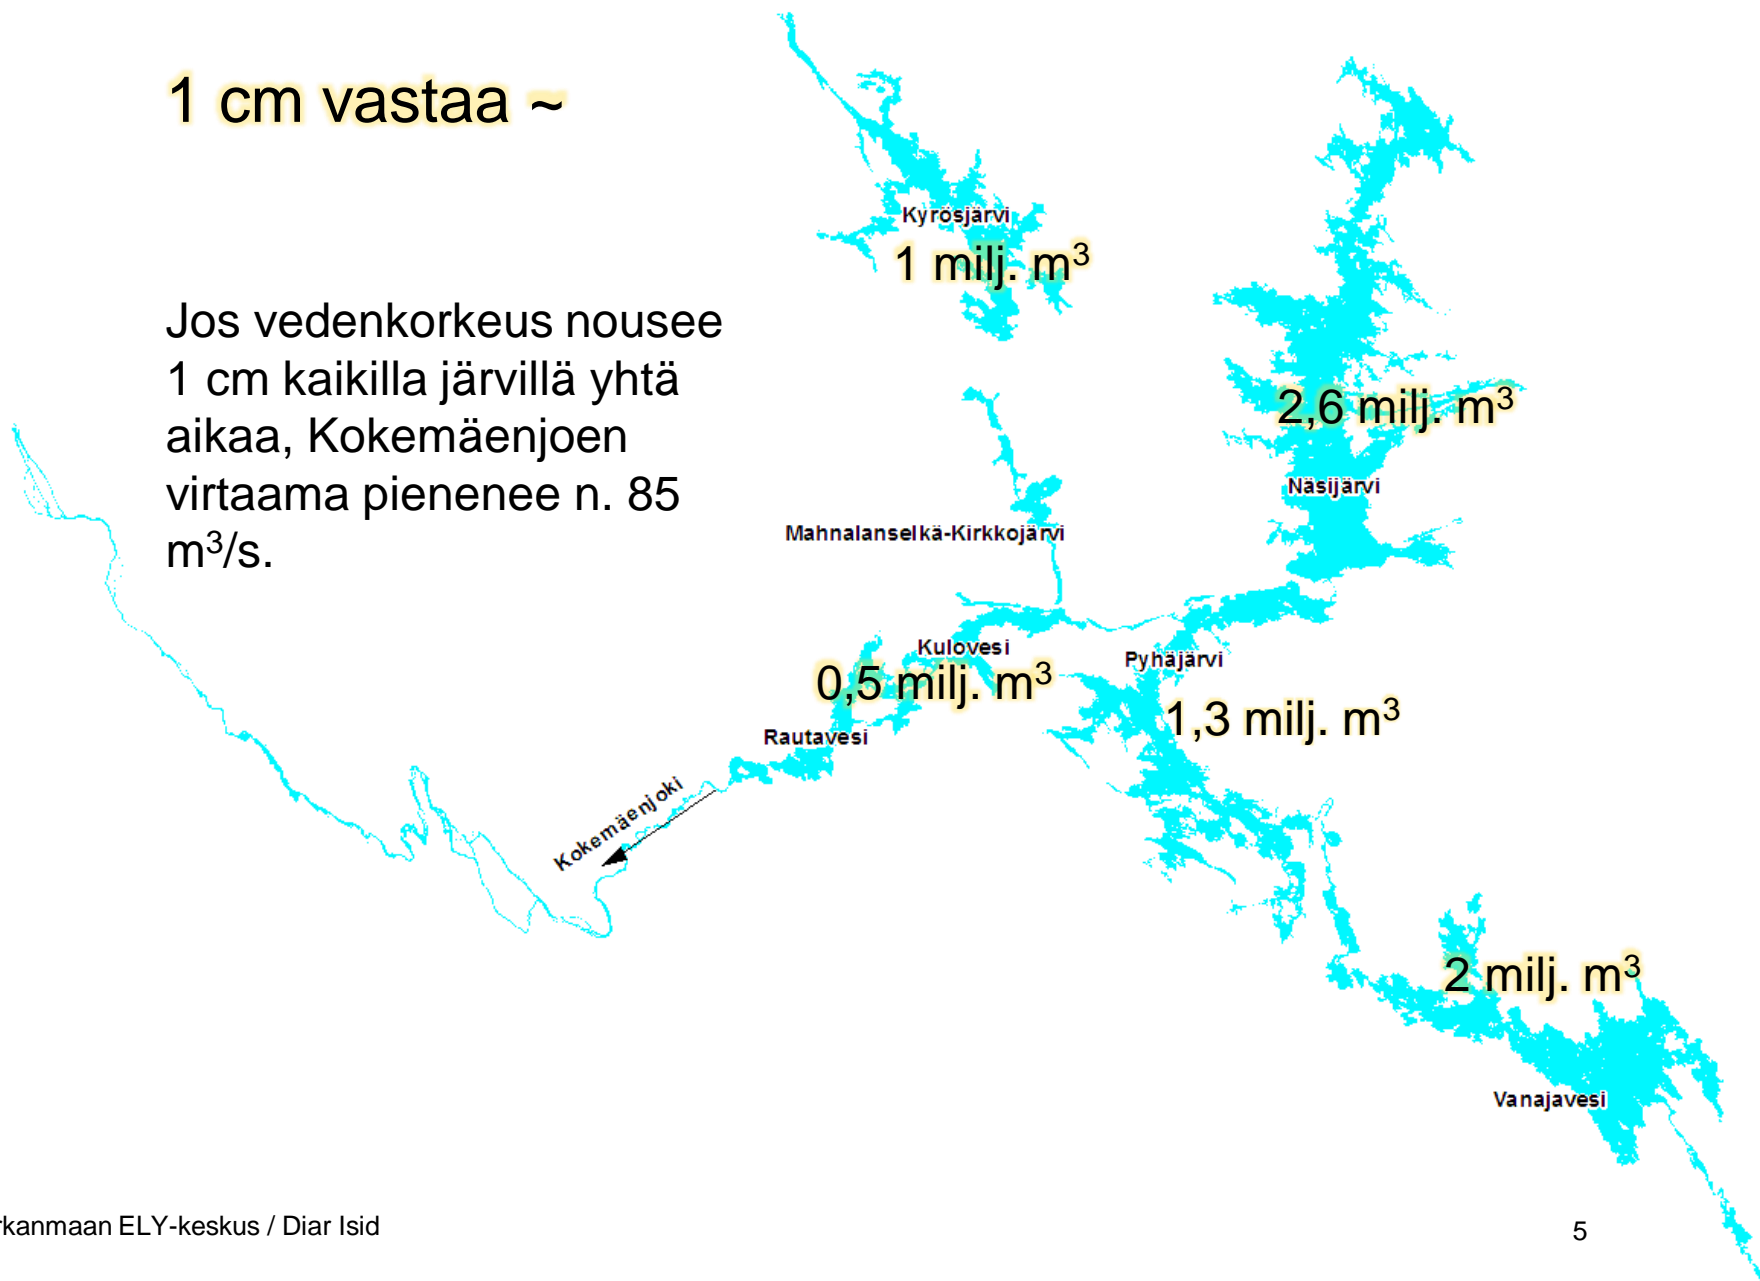 1 cm vastaa ~
Jos vedenkorkeus nousee
1 cm kaikilla järvillä yhtä
aikaa, Kokemäenjoen
virtaama pienenee n. 85
m³/s.
Kyrösjärvi
1 milj. m³
2,6 milj. m³
Näsijärvi
Mahnalanselkä-Kirkkojärvi
Kulovesi
0,5 milj. m³
Pyhäjärvi
1,3 milj. m³
Rautavesi
Kokemäenjoki
2 milj. m³
Vanajavesi
rkanmaan ELY-keskus / Diar Isid
5